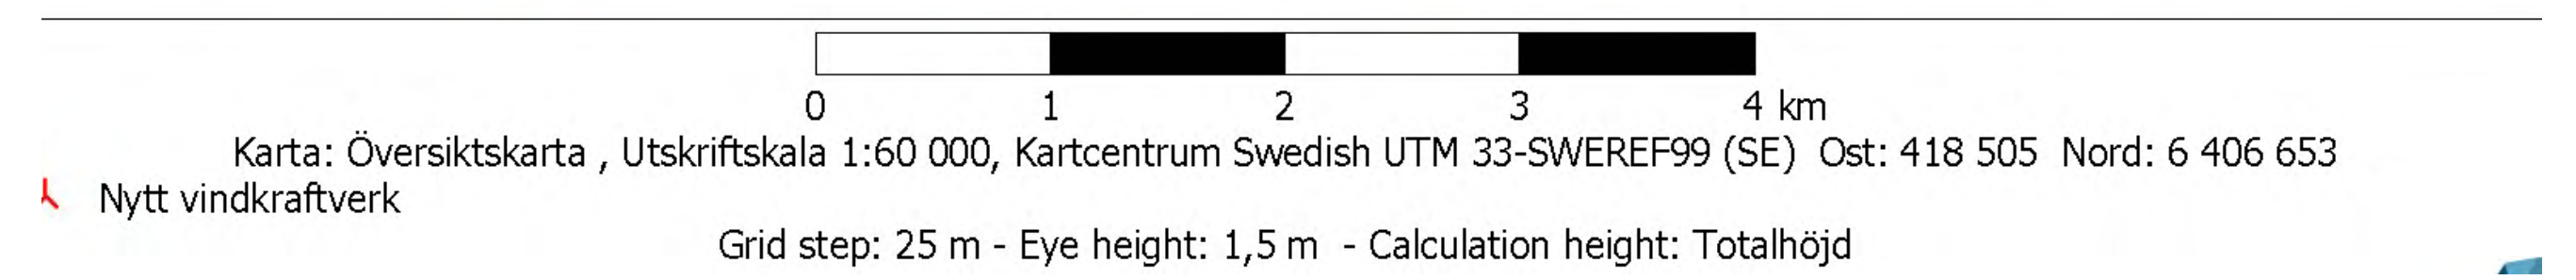 0 1 2 3 4 km
Karta: Översiktskarta , Utskriftskala 1:60 000, Kartcentrum Swedish UTM 33-SWEREF99 (SE) Ost: 418 505 Nord: 6 406 653
Nytt vindkraftverk
Grid step: 25 m - Eye height: 1,5 m - Calculation height: Totalhöjd